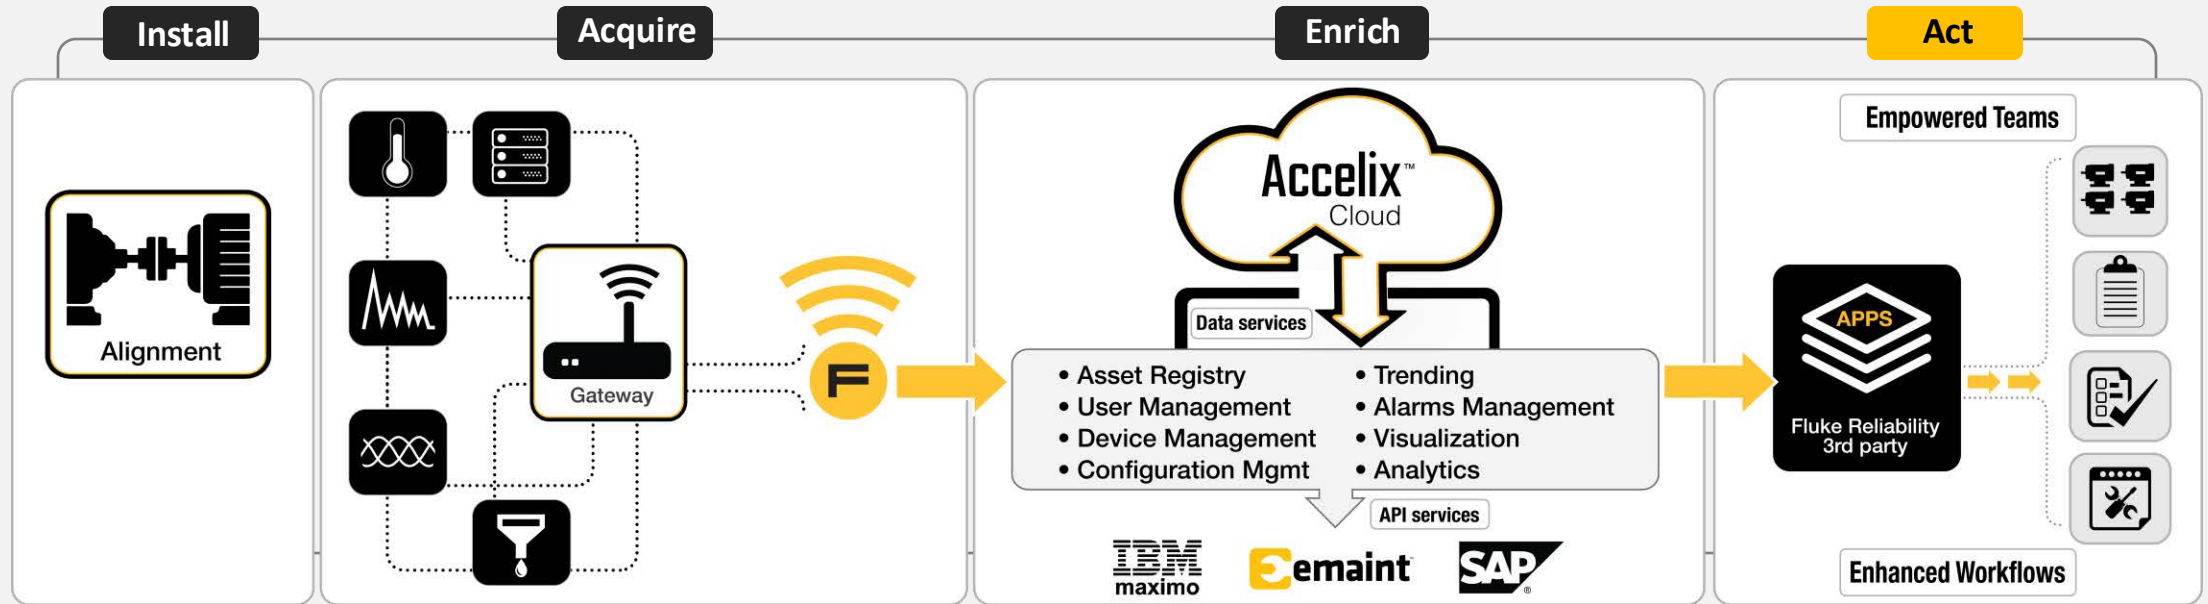 Install
Acquire
Enrich
Act
Alignment
Gateway
F
Accelix™
Cloud
Data services
• Asset Registry
• User Management
• Device Management
• Configuration Mgmt
• Trending
• Alarms Management
• Visualization
• Analytics
API services
IBM
maximo
emaint
SAP®
Empowered Teams
APPS
Fluke Reliability
3rd party
Enhanced Workflows